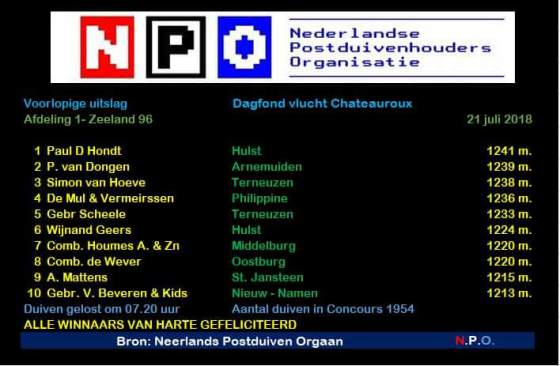 NPO
Nederlandse
Postduivenhouders
Organisatie
Voorlopige uitslag Dagfond vlucht Chateauroux
Afdeling 1- Zeeland 96 21 juli 2018
1 Paul D Hondt Hulst 1241 m.
2 P. van Dongen Arnemuiden 1239 m.
3 Simon van Hoeve Terneuzen 1238 m.
4 De Mul & Vermeirssen Philippine 1236 m.
5 Gebr Scheele Terneuzen 1233 m.
6 Wijnand Geers Hulst 1224 m.
7 Comb. Houmes A. & Zn Middelburg 1220 m.
8 Comb. de Wever Oostburg 1220 m.
9 A. Mattens St. Jansteen 1215 m.
10 Gebr. V. Beveren & Kids Nieuw - Namen 1213 m.
Duiven gelost om 07.20 uur Aantal duiven in Concours 1954
ALLE WINNAARS VAN HARTE GEFELICITEERD
Bron: Neerlands Postduiven Orgaan N.P.O.